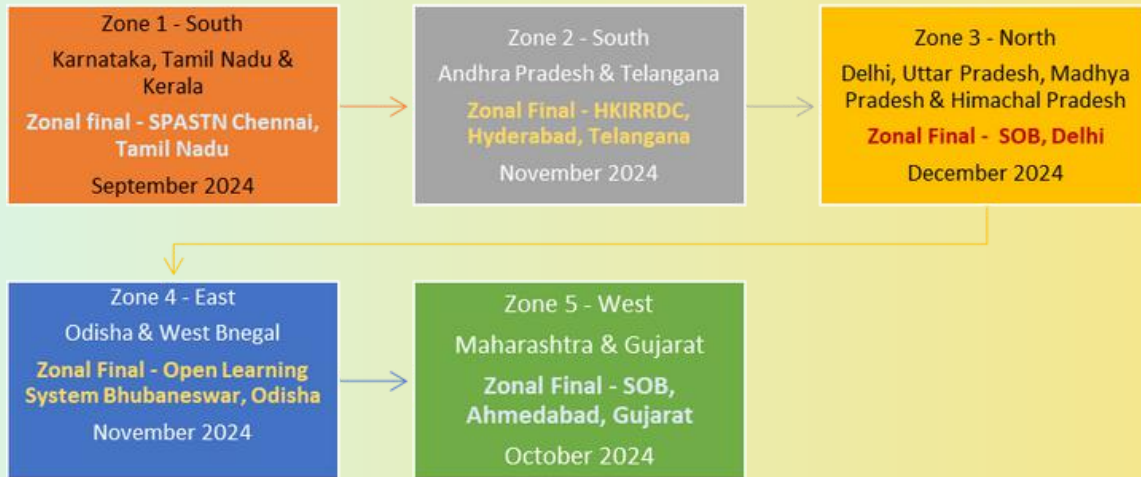 Zone 1 - South
Karnataka, Tamil Nadu &
Kerala
Zonal final - SPASTN Chennai,
Tamil Nadu
September 2024
Zone 2 - South
Andhra Pradesh & Telangana
Zonal Final - HKIRRDC,
Hyderabad, Telangana
November 2024
Zone 3 - North
Delhi, Uttar Pradesh, Madhya
Pradesh & Himachal Pradesh
Zonal Final - SOB, Delhi
December 2024
Zone 4 - East
Odisha & West Bnegal
Zonal Final - Open Learning
System Bhubaneswar, Odisha
November 2024
Zone 5 - West
Maharashtra & Gujarat
Zonal Final - SOB,
Ahmedabad, Gujarat
October 2024